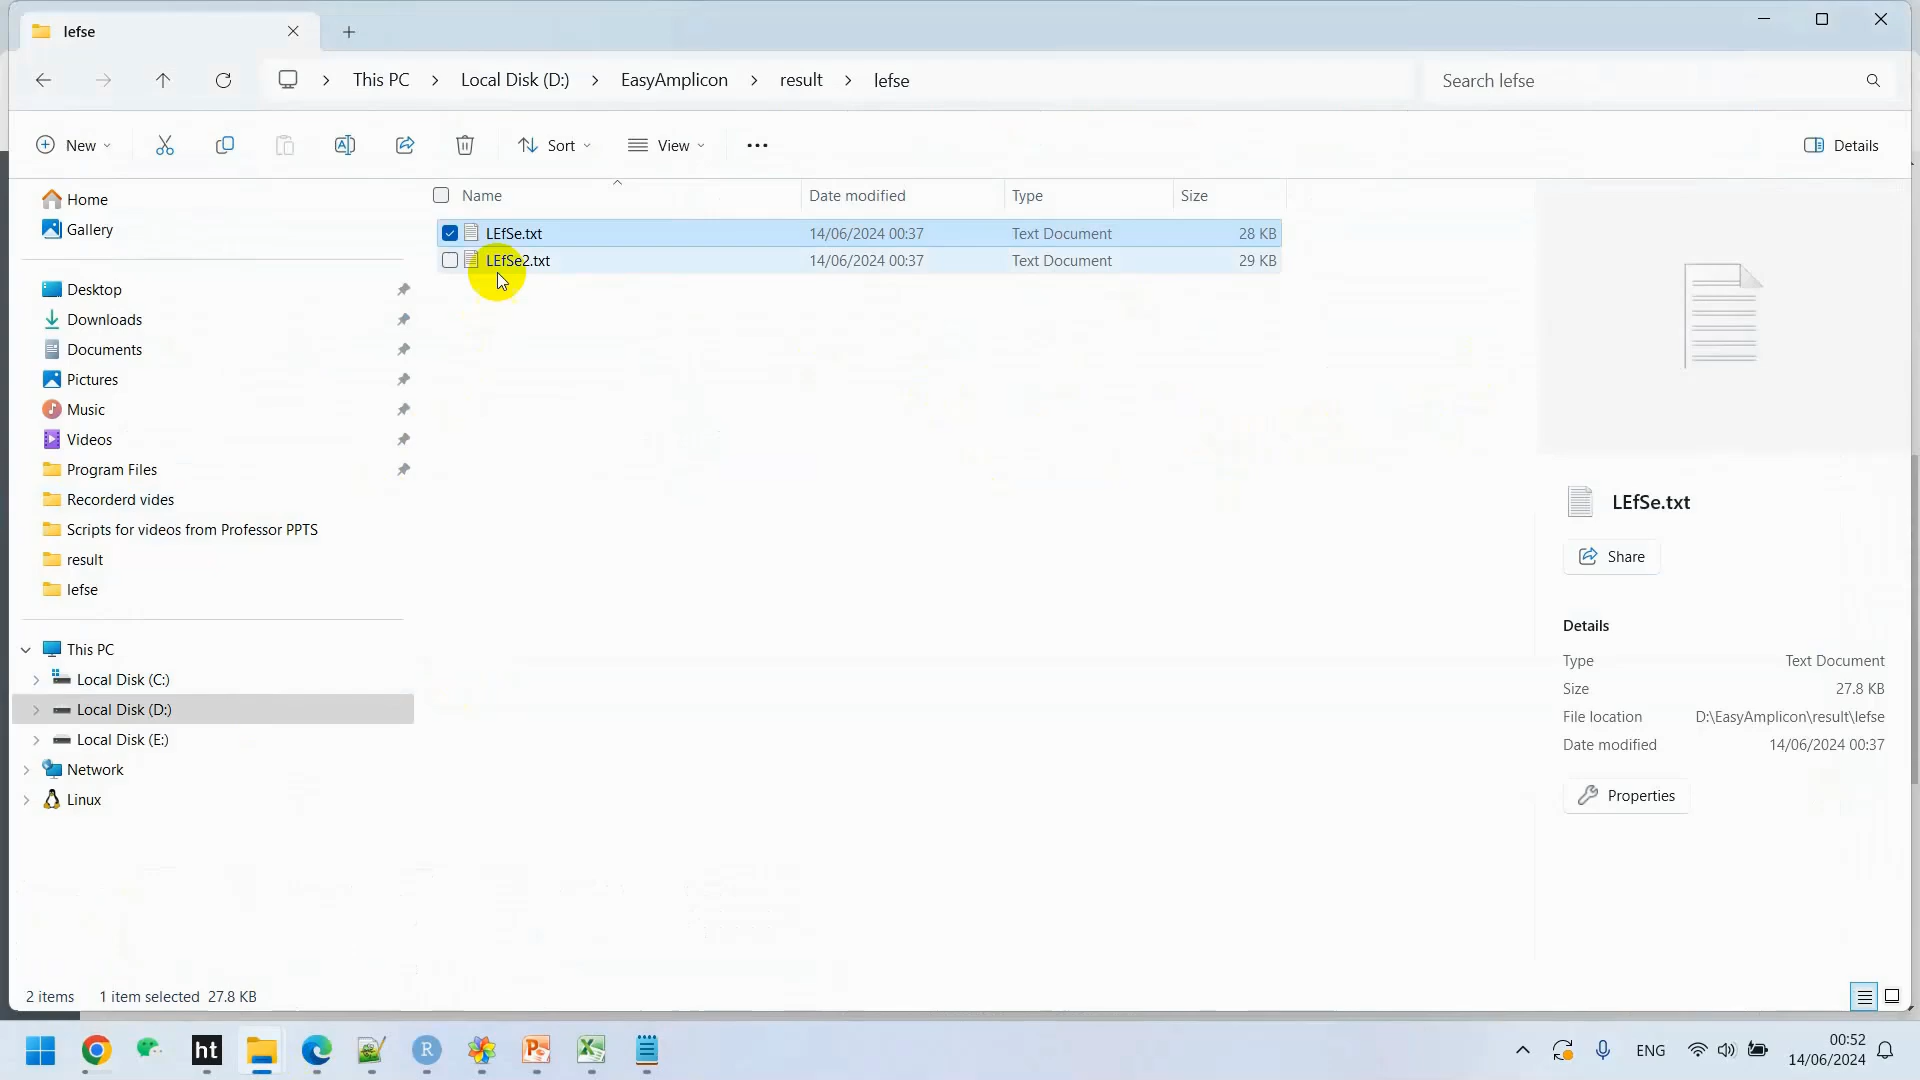 lefse
This PC
Local Disk (D:)
EasyAmplicon
result
lefse
Search lefse
New
Sort
View
Details
Home
Gallery
Desktop
Downloads
Documents
Pictures
Music
Videos
Program Files
Recorderd vides
Scripts for videos from Professor PPTS
result
lefse
This PC
Local Disk (C:)
Local Disk (D:)
Local Disk (E:)
Network
Linux
Name Date modified Type Size
LEfSe.txt 14/06/2024 00:37 Text Document 28 KB
LEfSe2.txt 14/06/2024 00:37 Text Document 29 KB
LEfSe.txt
Share
Details
Type Text Document
Size 27.8 KB
File location D:\EasyAmplicon\result\lefse
Date modified 14/06/2024 00:37
Properties
2 items 1 item selected 27.8 KB
ht
R
ENG
00:52
14/06/2024